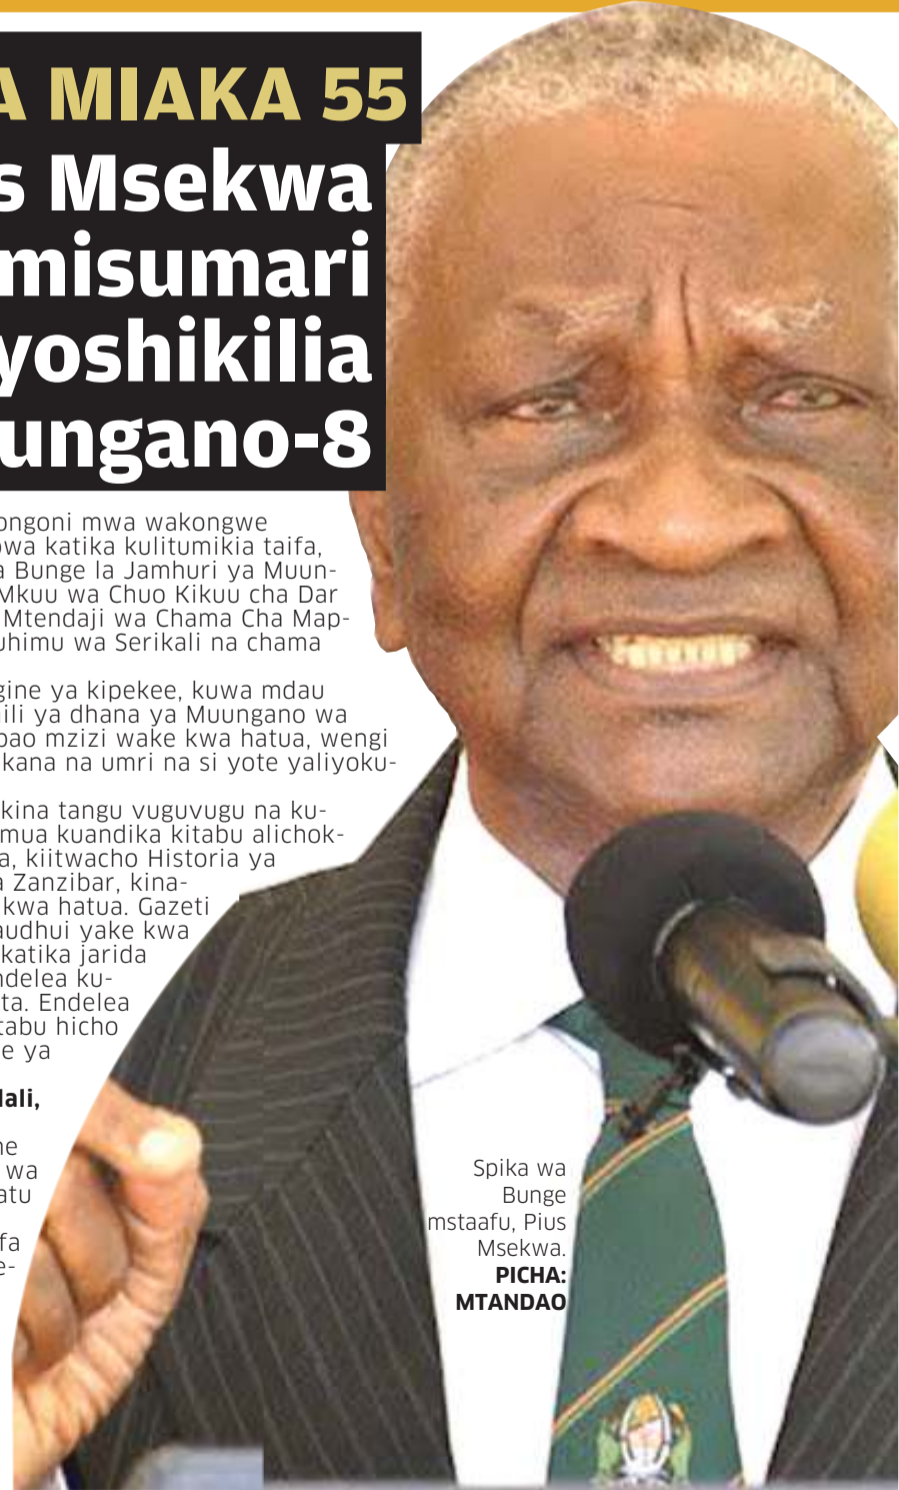 A MIAKA 55
s Msekwa
misumari
yoshikilia
ungano-8
ongoni mwa wakongwe
owa katika kulitumikia taifa,
a Bunge la Jamhuri ya Muun-
Mkuu wa Chuo Kikuu cha Dar
Mtendaji wa Chama Cha Map-
uhimu wa Serikali na chama
gine ya kipekee, kuwa mdau
ili ya dhana ya Muungano wa
bao mzizi wake kwa hatua, wengi
kana na umri na si yote yaliyoku-
kina tangu vuguvugu na ku-
mua kuandika kitabu alichok-
a, kiitwacho Historia ya
a Zanzibar, kina-
kwa hatua. Gazeti
audhui yake kwa
katika jarida
ndelea ku-
ta. Endelea
tabu hicho
e ya
lali,
ne
wa
atu
fa
e-
Spika wa
Bunge
mstaafu, Pius
Msekwa.
PICHA:
MTANDAO